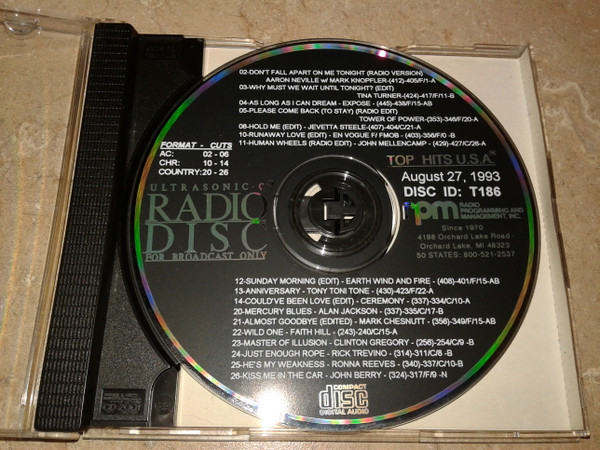 02-DON'T FALL APART ON ME TONIGHT (RADIO VERSION)
AARON NEVILLE w/ MARK KNOPFLER-(412)-405/F/1-A
03-WHY MUST WE WAIT UNTIL TONIGHT? (EDIT)
TINA TURNER-(424)-417/F/11-B
04-AS LONG AS I CAN DREAM - EXPOSE - (445)-438/F/15-AB
05-PLEASE COME BACK (TO STAY) (RADIO EDIT)
TOWER OF POWER-(353)-346/F/20-A
06-HOLD ME (EDIT) - JEVETTA STEELE-(407)-404/C/21-A
10-RUNAWAY LOVE (EDIT) - EN VOGUE F/ FMOB - (403)-356/F/0 -B
11-HUMAN WHEELS (RADIO EDIT) - JOHN MELLENCAMP - (429)-427/C/26-A
FORMAT - CUTS
AC: 02 - 06
CHR: 10 - 14
COUNTRY:20 - 26
TOP HITS U.S.A.
August 27, 1993
DISC ID: T186
ULTRASONIC-
RADIO
DISC
FOR BROADCAST ONLY
rpm RADIO
PROGRAMMING AND
MANAGEMENT, INC.
Since 1970
4198 Orchard Lake Road
Orchard Lake, MI 48323
50 STATES: 800-521-2537
12-SUNDAY MORNING (EDIT) - EARTH WIND AND FIRE - (408)-401/F/15-AB
13-ANNIVERSARY - TONY TONI TONE - (430)-423/F/22-A
14-COULD'VE BEEN LOVE (EDIT) - CEREMONY - (337)-334/C/10-A
20-MERCURY BLUES - ALAN JACKSON - (337)-335/C/17-B
21-ALMOST GOODBYE (EDITED) - MARK CHESNUTT - (356)-349/F/15-AB
22-WILD ONE - FAITH HILL - (243)-240/C/15-A
23-MASTER OF ILLUSION - CLINTON GREGORY - (256)-254/C/9 -B
24-JUST ENOUGH ROPE - RICK TREVINO - (314)-311/C/8 -B
25-HE'S MY WEAKNESS - RONNA REEVES - (340)-337/C/10-B
26-KISS ME IN THE CAR - JOHN BERRY - (324)-317/F/9 -N
COMPACT
disc
DIGITAL AUDIO